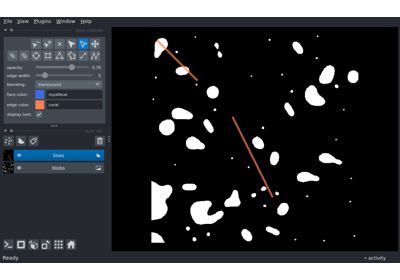 File View Plugins Window Help
opacity: 0.70
edge width: 5
blending: translucent
face color: royalblue
edge color: coral
display text: ✓
lines
blobs
Ready
activity